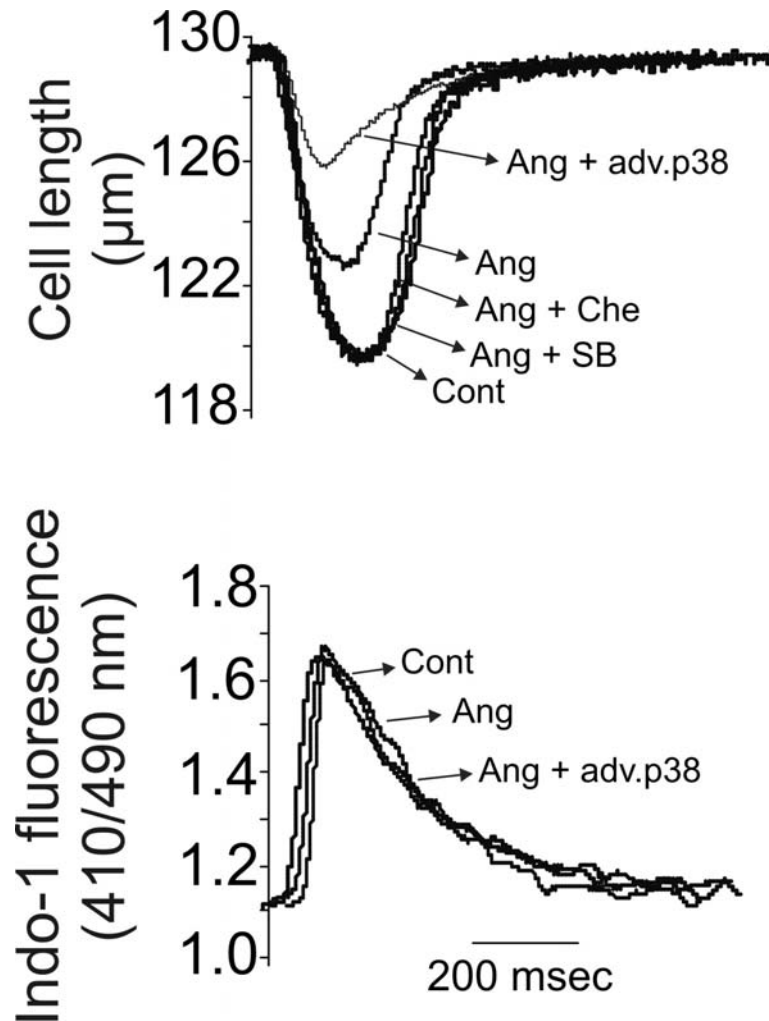 130
126
122
118
Cell length
(µm)
Ang + adv.p38
Ang
Ang + Che
Ang + SB
Cont
1.8
1.6
1.4
1.2
1.0
Indo-1 fluorescence
(410/490 nm)
Cont
Ang
Ang + adv.p38
200 msec